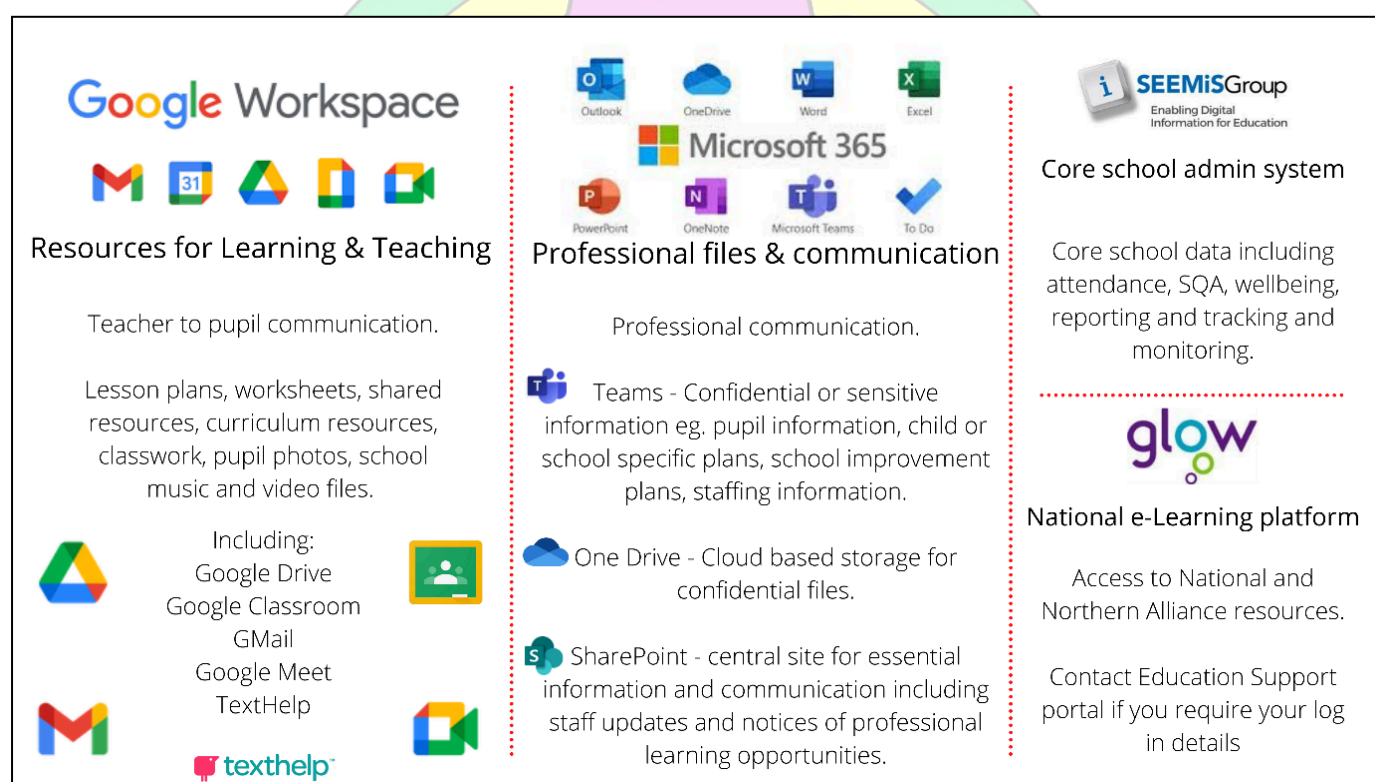 Google Workspace
31
Resources for Learning & Teaching
Teacher to pupil communication.
Lesson plans, worksheets, shared
resources, curriculum resources,
classwork, pupil photos, school
music and video files.
Including:
Google Drive
Google Classroom
GMail
Google Meet
TextHelp
texthelp™
O
W
X
Outlook
OneDrive
Word
Excel
Microsoft 365
P
N
T
PowerPoint
OneNote
Microsoft Teams
To Do
Professional files & communication
Professional communication.
T
Teams - Confidential or sensitive
information eg. pupil information, child or
school specific plans, school improvement
plans, staffing information.
One Drive - Cloud based storage for
confidential files.
S
SharePoint - central site for essential
information and communication including
staff updates and notices of professional
learning opportunities.
i
SEEMiSGroup
Enabling Digital
Information for Education
Core school admin system
Core school data including
attendance, SQA, wellbeing,
reporting and tracking and
monitoring.
glow
National e-Learning platform
Access to National and
Northern Alliance resources.
Contact Education Support
portal if you require your log
in details